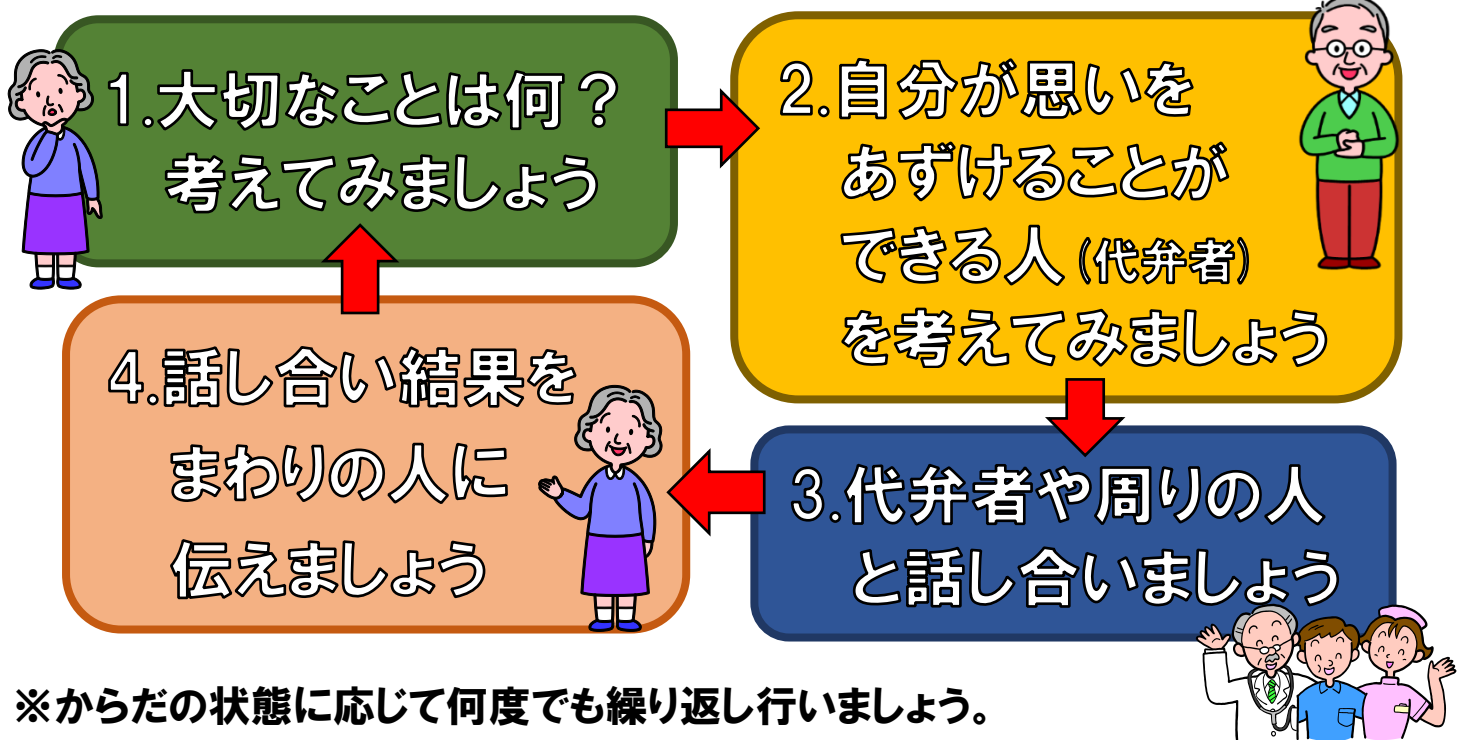 1.大切なことは何？
考えてみましょう
2.自分が思いを
あずけることが
できる人(代弁者)
を考えてみましょう
3.代弁者や周りの人
と話し合いましょう
4.話し合い結果を
まわりの人に
伝えましょう
※からだの状態に応じて何度でも繰り返し行いましょう。